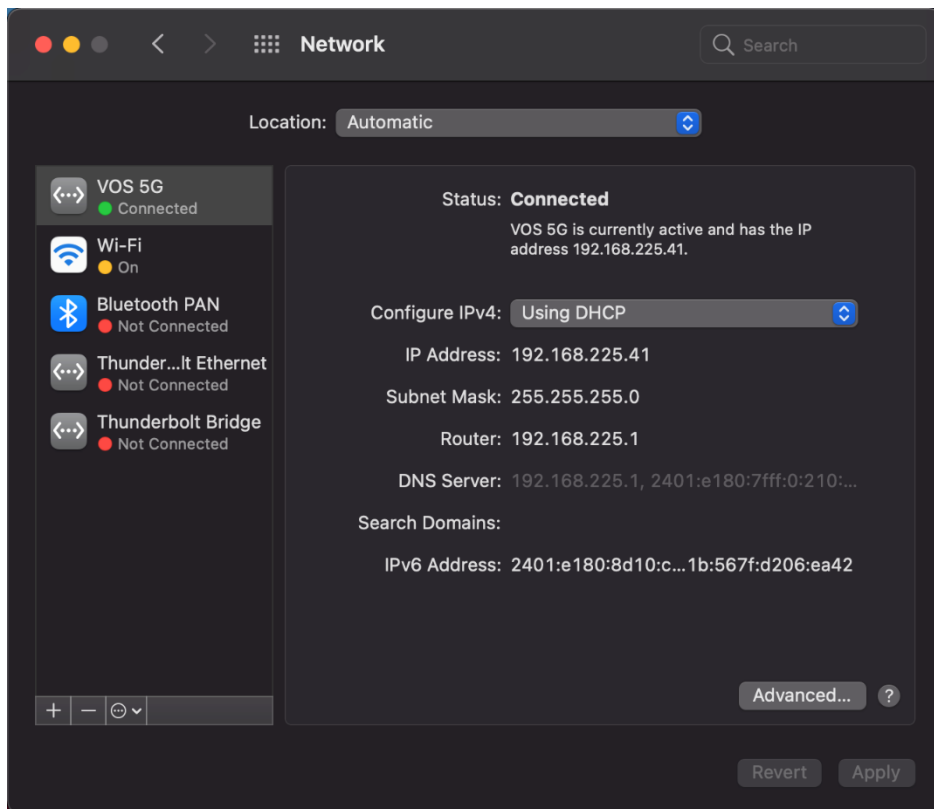 Network
Search
Location: Automatic
VOS 5G
Connected
Wi-Fi
On
Bluetooth PAN
Not Connected
Thunder...lt Ethernet
Not Connected
Thunderbolt Bridge
Not Connected
Status: Connected
VOS 5G is currently active and has the IP
address 192.168.225.41.
Configure IPv4: Using DHCP
IP Address: 192.168.225.41
Subnet Mask: 255.255.255.0
Router: 192.168.225.1
DNS Server: 192.168.225.1, 2401:e180:7fff:0:210:...
Search Domains:
IPv6 Address: 2401:e180:8d10:c...1b:567f:d206:ea42
Advanced... ?
Revert Apply